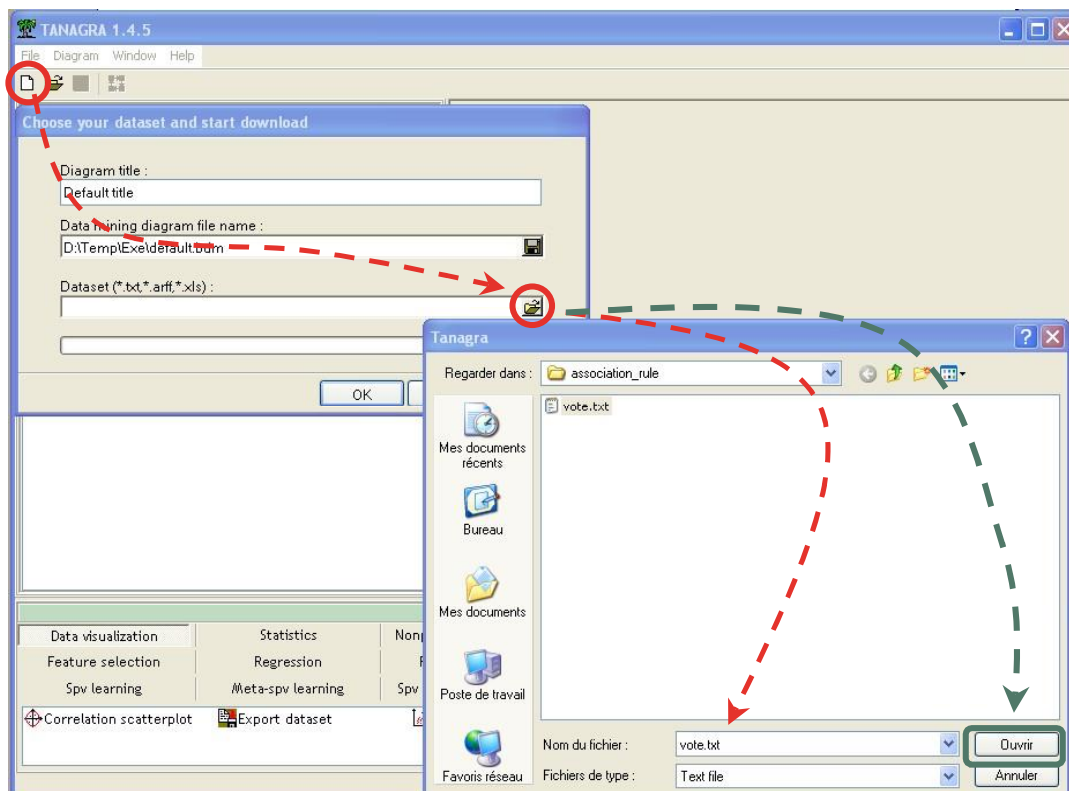 TANAGRA 1.4.5
File Diagram Window Help
Choose your dataset and start download
Diagram title :
Default title
Data mining diagram file name :
D:\Temp\Exe\default.bdm
Dataset (*.txt,*.arff,*.xls) :
OK
Tanagra
Regarder dans : association_rule
vote.txt
Mes documents
récents
Bureau
Mes documents
Poste de travail
Favoris réseau
Nom du fichier : vote.txt Ouvrir
Fichiers de type : Text file Annuler
Data visualization Statistics
Feature selection Regression
Spv learning Meta-spv learning Spv
Correlation scatterplot Export dataset